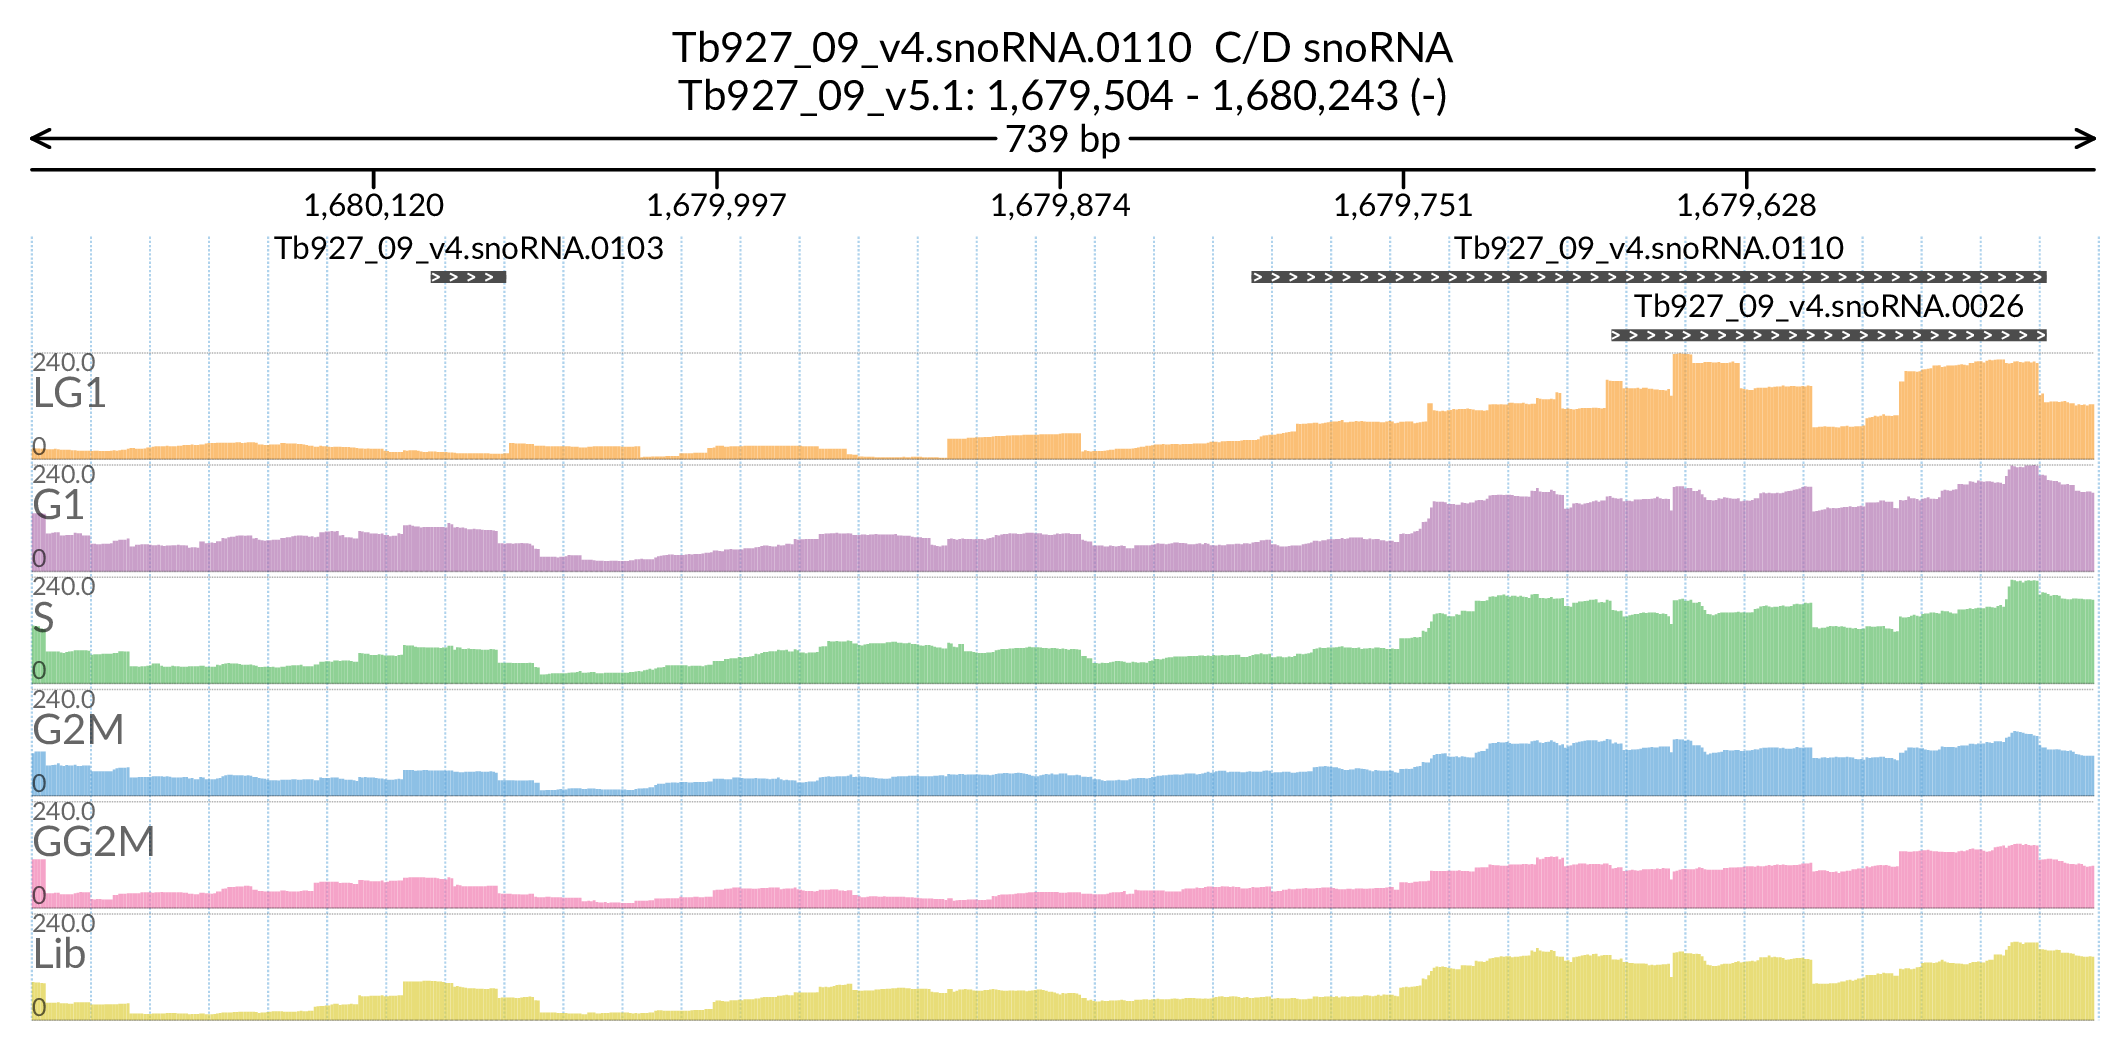 Tb927_09_v4.snoRNA.0110  C/D snoRNA
Tb927_09_v5.1: 1,679,504 - 1,680,243 (-)
739 bp
1,680,120 1,679,997 1,679,874 1,679,751 1,679,628
Tb927_09_v4.snoRNA.0103 Tb927_09_v4.snoRNA.0110
Tb927_09_v4.snoRNA.0026
240.0
LG1
0
240.0
G1
0
240.0
S
0
240.0
G2M
0
240.0
GG2M
0
240.0
Lib
0